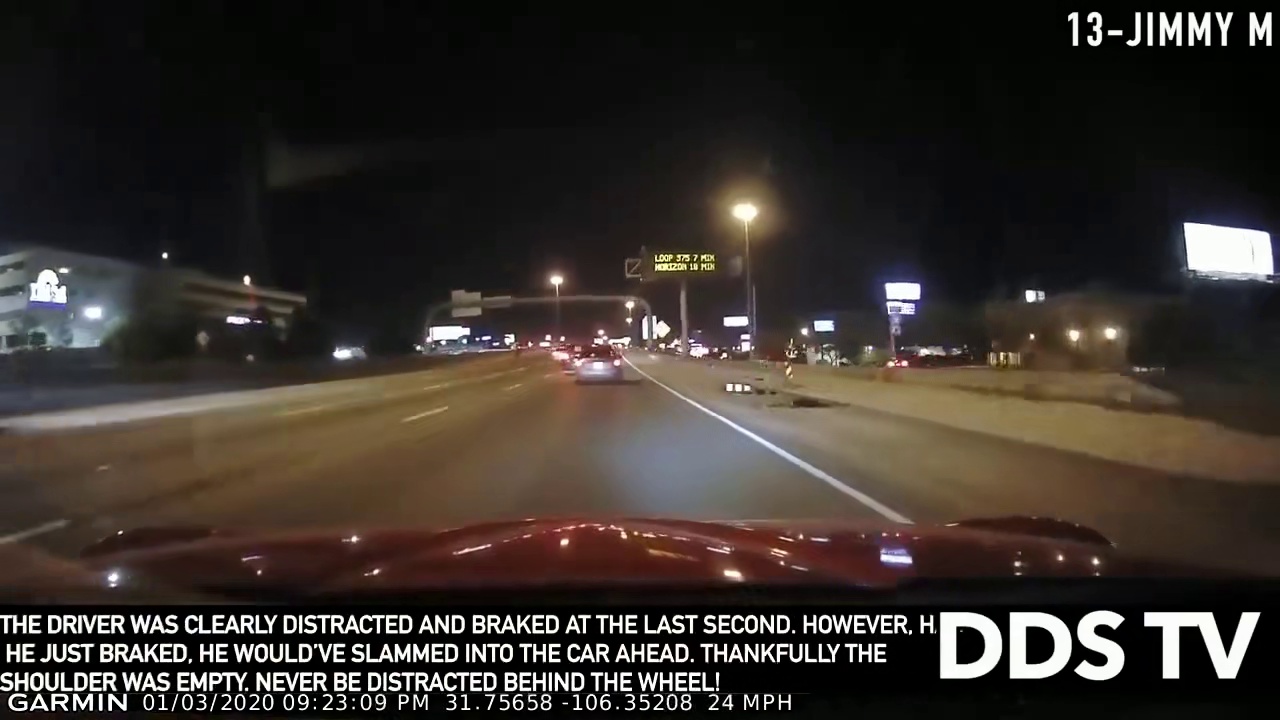 13-JIMMY M
LOOP 375 7 MIN
HORIZON 18 MIN
THE DRIVER WAS CLEARLY DISTRACTED AND BRAKED AT THE LAST SECOND. HOWEVER, H
HE JUST BRAKED, HE WOULD'VE SLAMMED INTO THE CAR AHEAD. THANKFULLY THE
SHOULDER WAS EMPTY. NEVER BE DISTRACTED BEHIND THE WHEEL!
DDS TV
GARMIN 01/03/2020 09:23:09 PM 31.75658 -106.35208 24 MPH